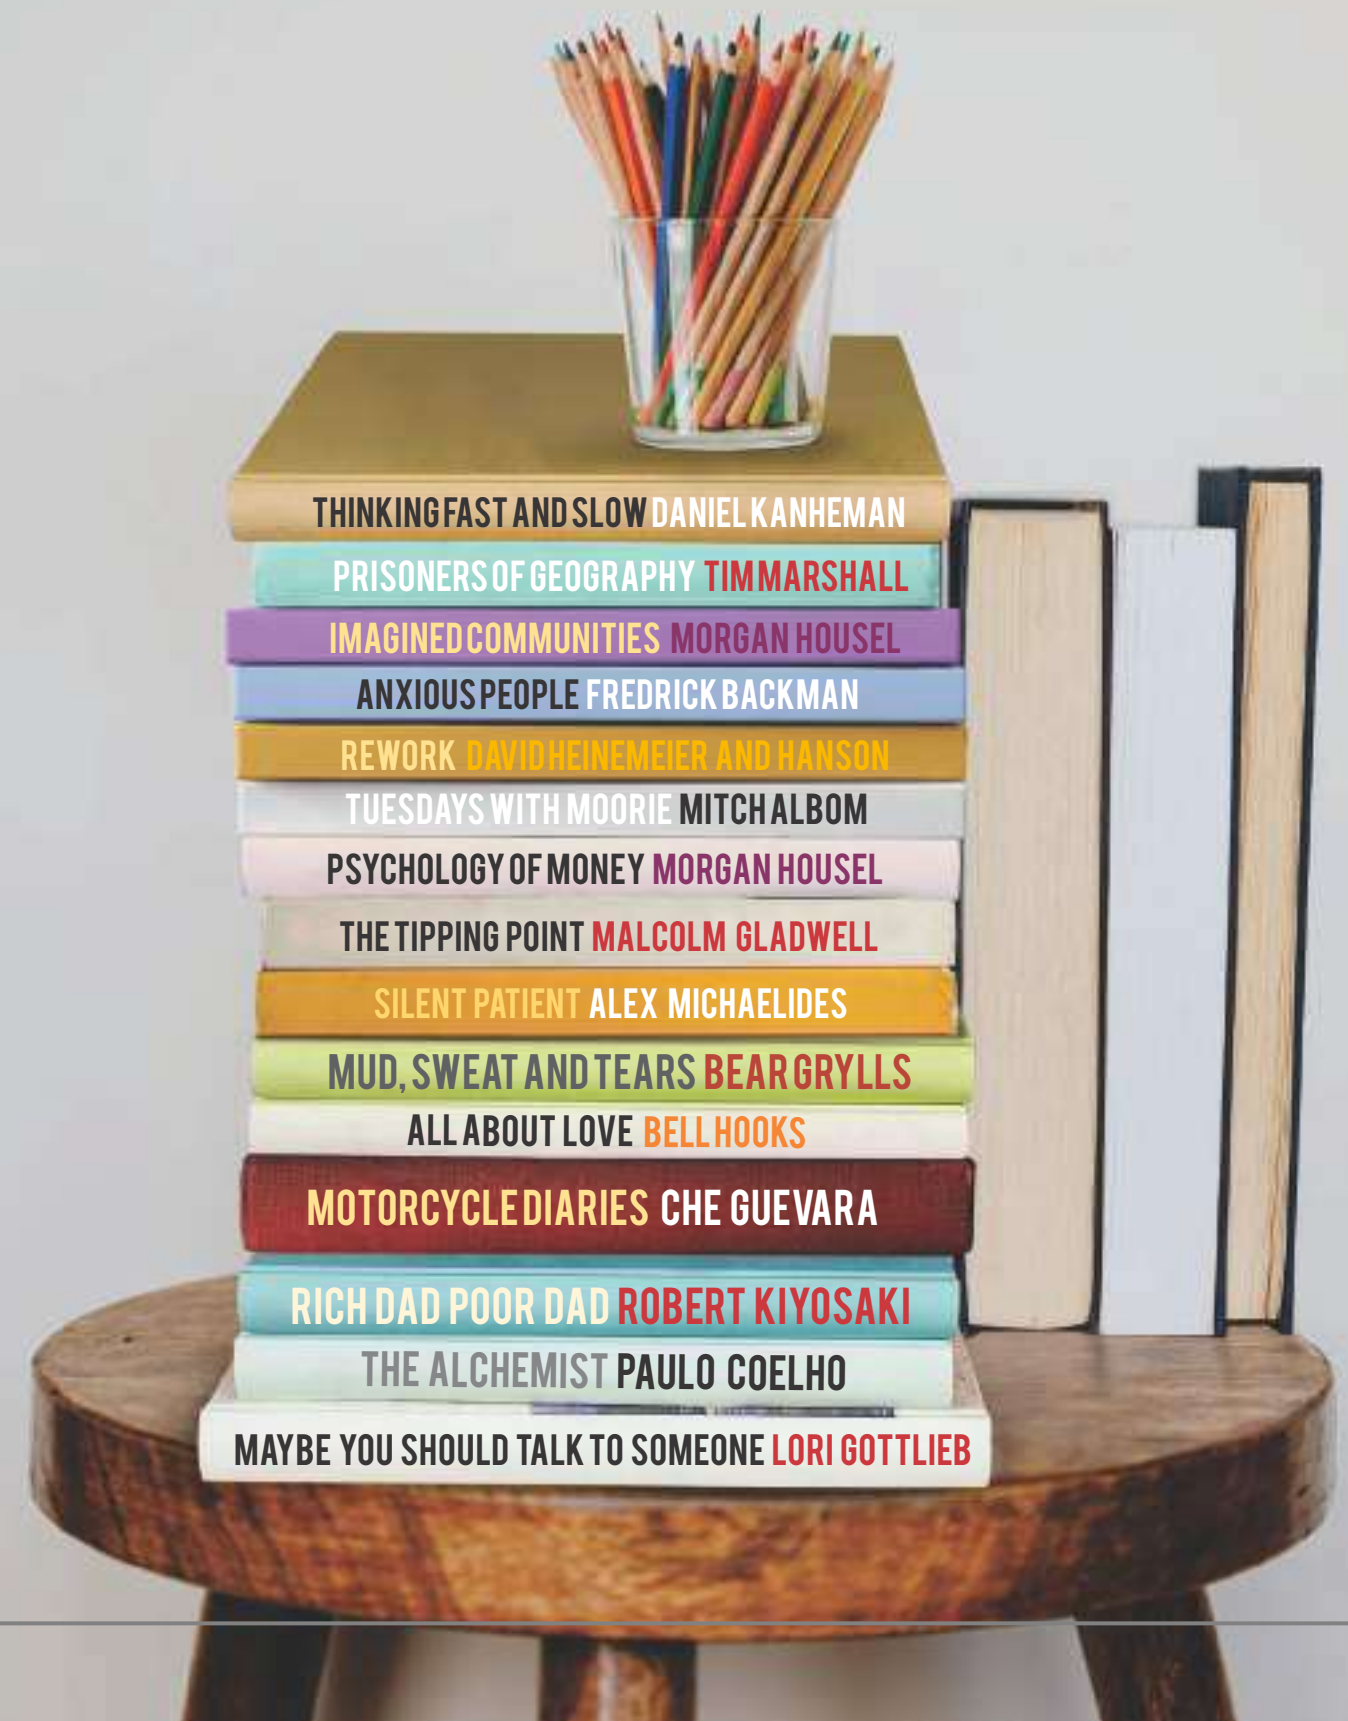 THINKING FAST AND SLOW DANIEL KANHEMAN
PRISONERS OF GEOGRAPHY TIM MARSHALL
IMAGINED COMMUNITIES MORGAN HOUSEL
ANXIOUS PEOPLE FREDRICK BACKMAN
REWORK DAVID HEINEMEIER AND HANSON
TUESDAYS WITH MOORIE MITCH ALBOM
PSYCHOLOGY OF MONEY MORGAN HOUSEL
THE TIPPING POINT MALCOLM GLADWELL
SILENT PATIENT ALEX MICHAELIDES
MUD, SWEAT AND TEARS BEAR GRYLLS
ALL ABOUT LOVE BELL HOOKS
MOTORCYCLE DIARIES CHE GUEVARA
RICH DAD POOR DAD ROBERT KIYOSAKI
THE ALCHEMIST PAULO COELHO
MAYBE YOU SHOULD TALK TO SOMEONE LORI GOTTLIEB